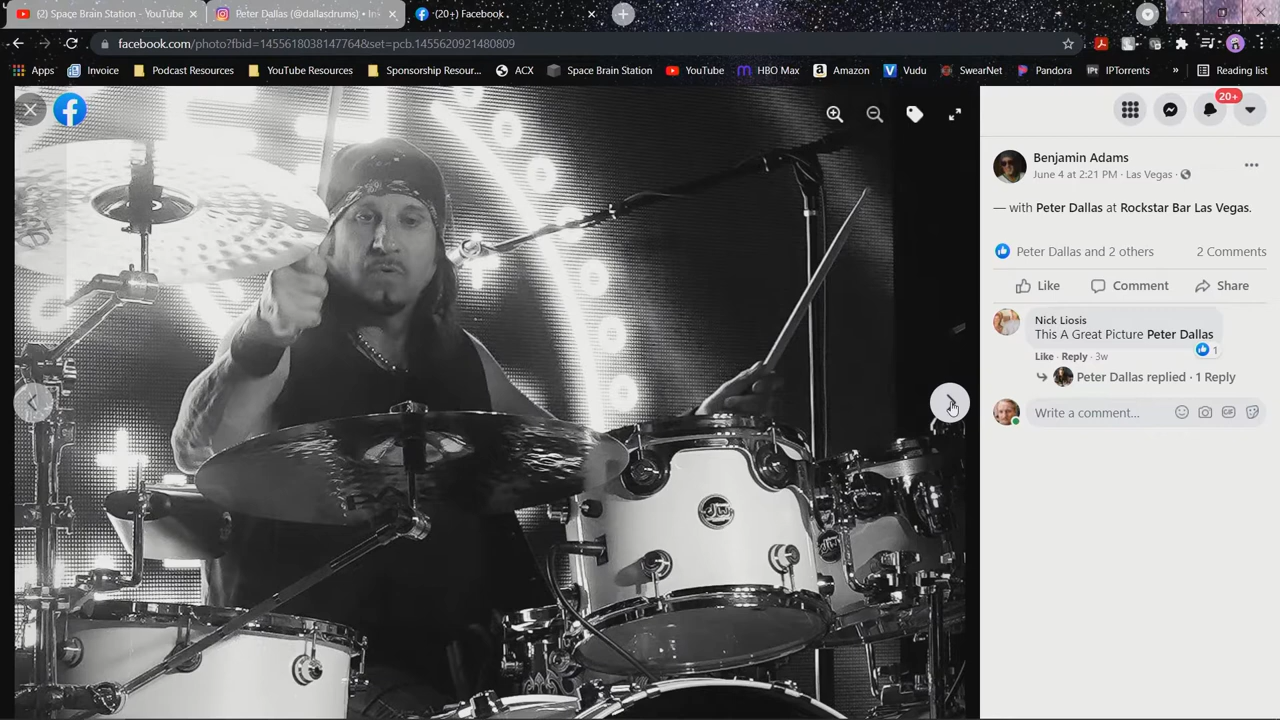 (2) Space Brain Station - YouTube
Peter Dallas (@dallasdrums) • In
(20+) Facebook
facebook.com/photo?fbid=1455618038147764&set=pcb.1455620921480809
Apps Invoice Podcast Resources YouTube Resources Sponsorship Resour... ACX Space Brain Station YouTube HBO Max Amazon Vudu SwearNet Pandora Torrents » Reading list
20+
Benjamin Adams
June 4 at 2:21 PM · Las Vegas ·
— with Peter Dallas at Rockstar Bar Las Vegas.
Peter Dallas and 2 others 2 Comments
Like Comment Share
Nick
Great Picture Peter Dallas
1
Like · Reply · 3w
Peter Dallas replied · 1 Reply
Write a comment...